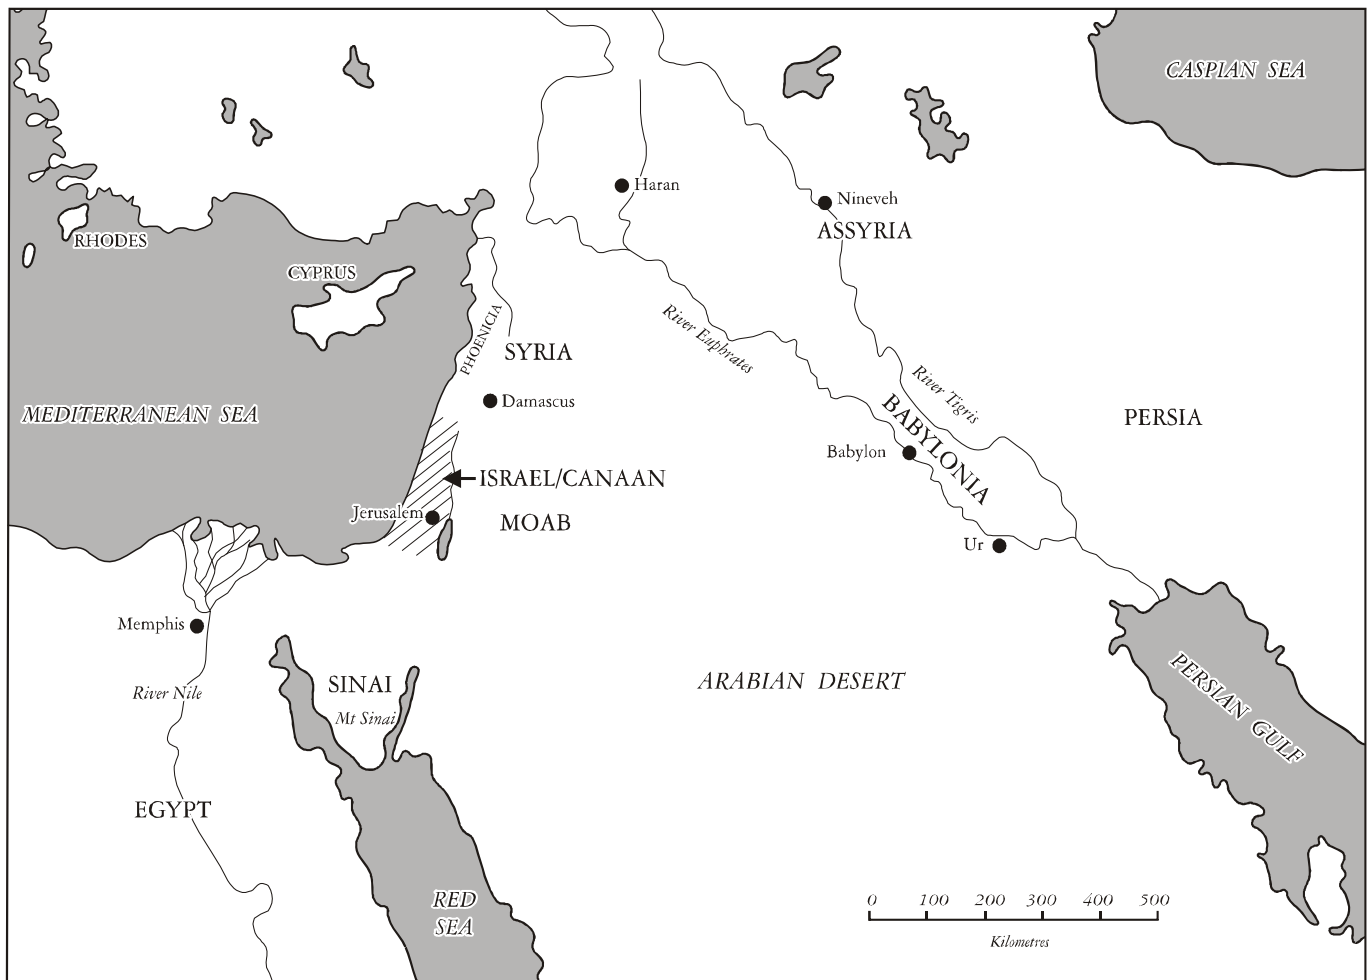 CASPIAN SEA
Haran
Nineveh
ASSYRIA
RHODES
CYPRUS
River Euphrates
PHOENICIA
SYRIA
River Tigris
Damascus
MEDITERRANEAN SEA
PERSIA
BABYLONIA
Babylon
ISRAEL/CANAAN
Jerusalem
MOAB
Ur
Memphis
SINAI
ARABIAN DESERT
River Nile
Mt Sinai
PERSIAN GULF
EGYPT
RED
SEA
0 100 200 300 400 500
Kilometres